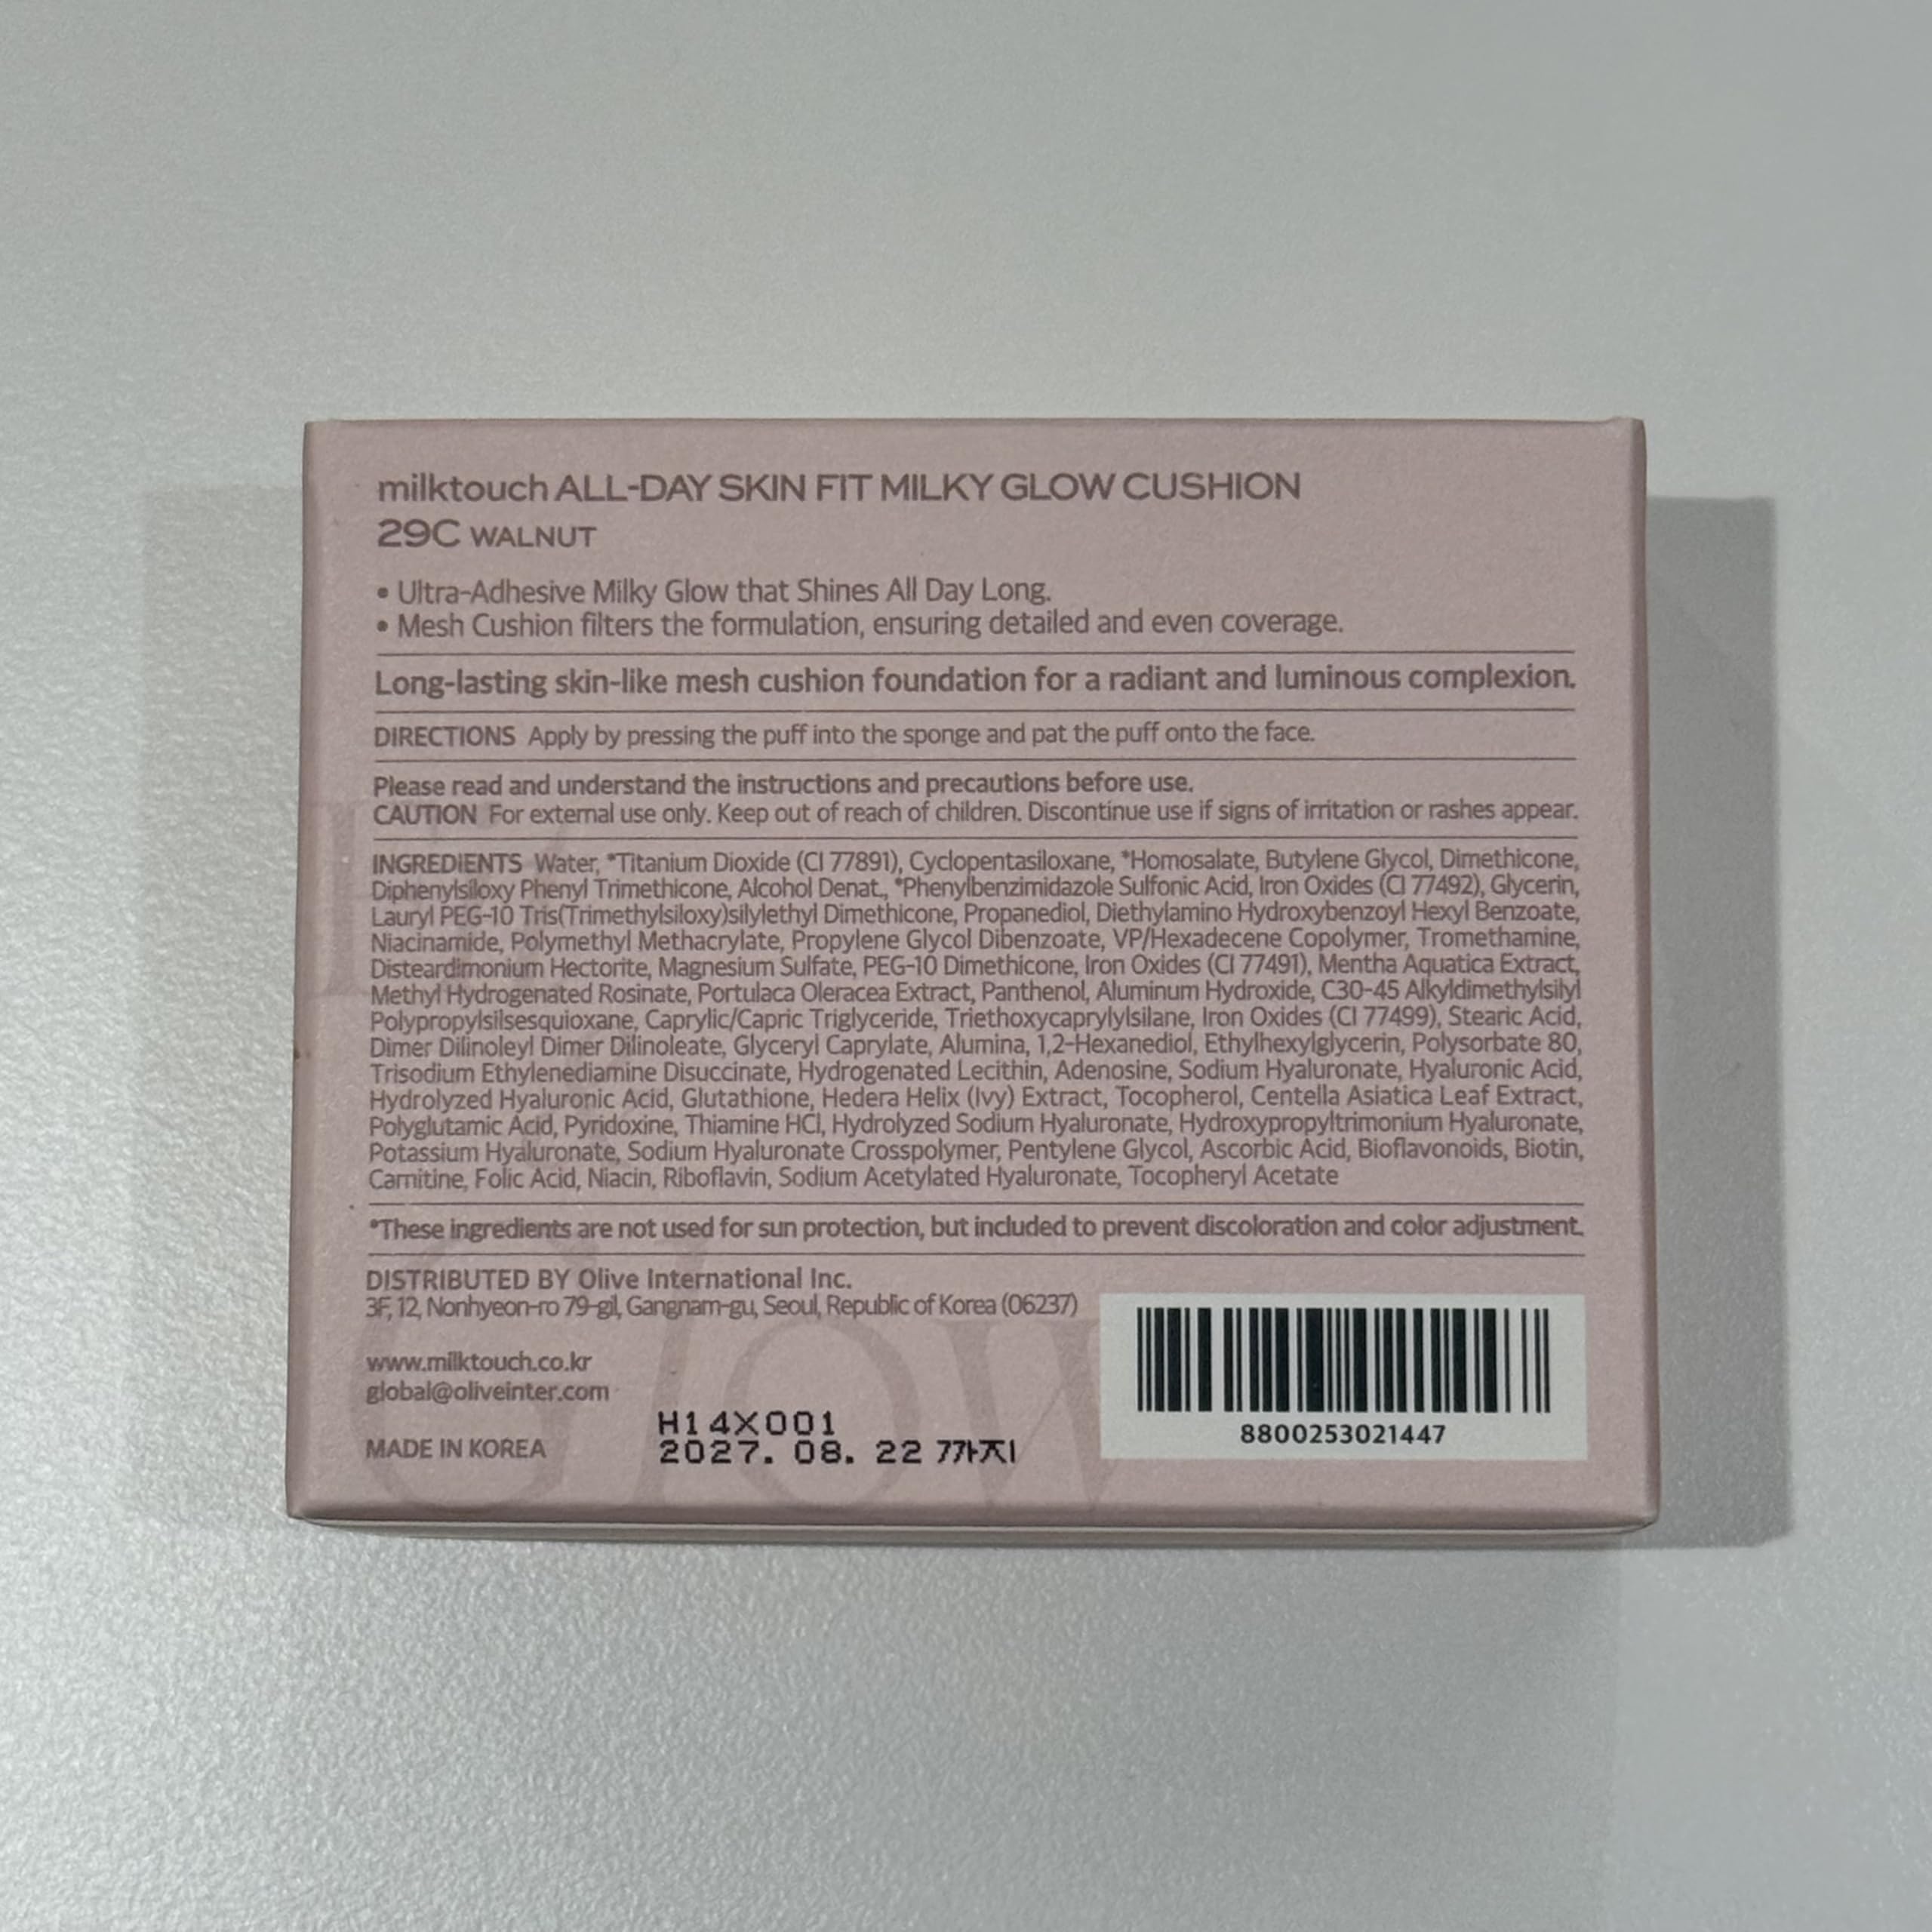 milktouch ALL-DAY SKIN FIT MILKY GLOW CUSHION
29C WALNUT
• Ultra-Adhesive Milky Glow that Shines All Day Long.
• Mesh Cushion filters the formulation, ensuring detailed and even coverage.
Long-lasting skin-like mesh cushion foundation for a radiant and luminous complexion.
DIRECTIONS Apply by pressing the puff into the sponge and pat the puff onto the face.
Please read and understand the instructions and precautions before use.
CAUTION For external use only. Keep out of reach of children. Discontinue use if signs of irritation or rashes appear.
INGREDIENTS Water, *Titanium Dioxide (CI 77891), Cyclopentasiloxane, *Homosalate, Butylene Glycol, Dimethicone,
Diphenylsiloxy Phenyl Trimethicone, Alcohol Denat., *Phenylbenzimidazole Sulfonic Acid, Iron Oxides (CI 77492), Glycerin,
Lauryl PEG-10 Tris(Trimethylsiloxy)silylethyl Dimethicone, Propanediol, Diethylamino Hydroxybenzoyl Hexyl Benzoate,
Niacinamide, Polymethyl Methacrylate, Propylene Glycol Dibenzoate, VP/Hexadecene Copolymer, Tromethamine,
Disteardimonium Hectorite, Magnesium Sulfate, PEG-10 Dimethicone, Iron Oxides (CI 77491), Mentha Aquatica Extract,
Methyl Hydrogenated Rosinate, Portulaca Oleracea Extract, Panthenol, Aluminum Hydroxide, C30-45 Alkyldimethylsilyl
Polypropylsilsesquioxane, Caprylic/Capric Triglyceride, Triethoxycaprylylsilane, Iron Oxides (CI 77499), Stearic Acid,
Dimer Dilinoleyl Dimer Dilinoleate, Glyceryl Caprylate, Alumina, 1,2-Hexanediol, Ethylhexylglycerin, Polysorbate 80,
Trisodium Ethylenediamine Disuccinate, Hydrogenated Lecithin, Adenosine, Sodium Hyaluronate, Hyaluronic Acid,
Hydrolyzed Hyaluronic Acid, Glutathione, Hedera Helix (Ivy) Extract, Tocopherol, Centella Asiatica Leaf Extract,
Polyglutamic Acid, Pyridoxine, Thiamine HCl, Hydrolyzed Sodium Hyaluronate, Hydroxypropyltrimonium Hyaluronate,
Potassium Hyaluronate, Sodium Hyaluronate Crosspolymer, Pentylene Glycol, Ascorbic Acid, Bioflavonoids, Biotin,
Carnitine, Folic Acid, Niacin, Riboflavin, Sodium Acetylated Hyaluronate, Tocopheryl Acetate
*These ingredients are not used for sun protection, but included to prevent discoloration and color adjustment.
DISTRIBUTED BY Olive International Inc.
3F, 12, Nonhyeon-ro 79-gil, Gangnam-gu, Seoul, Republic of Korea (06237)
www.milktouch.co.kr
global@oliveinter.com
MADE IN KOREA
H14X001
2027. 08. 22 까지
8800253021447
Glow